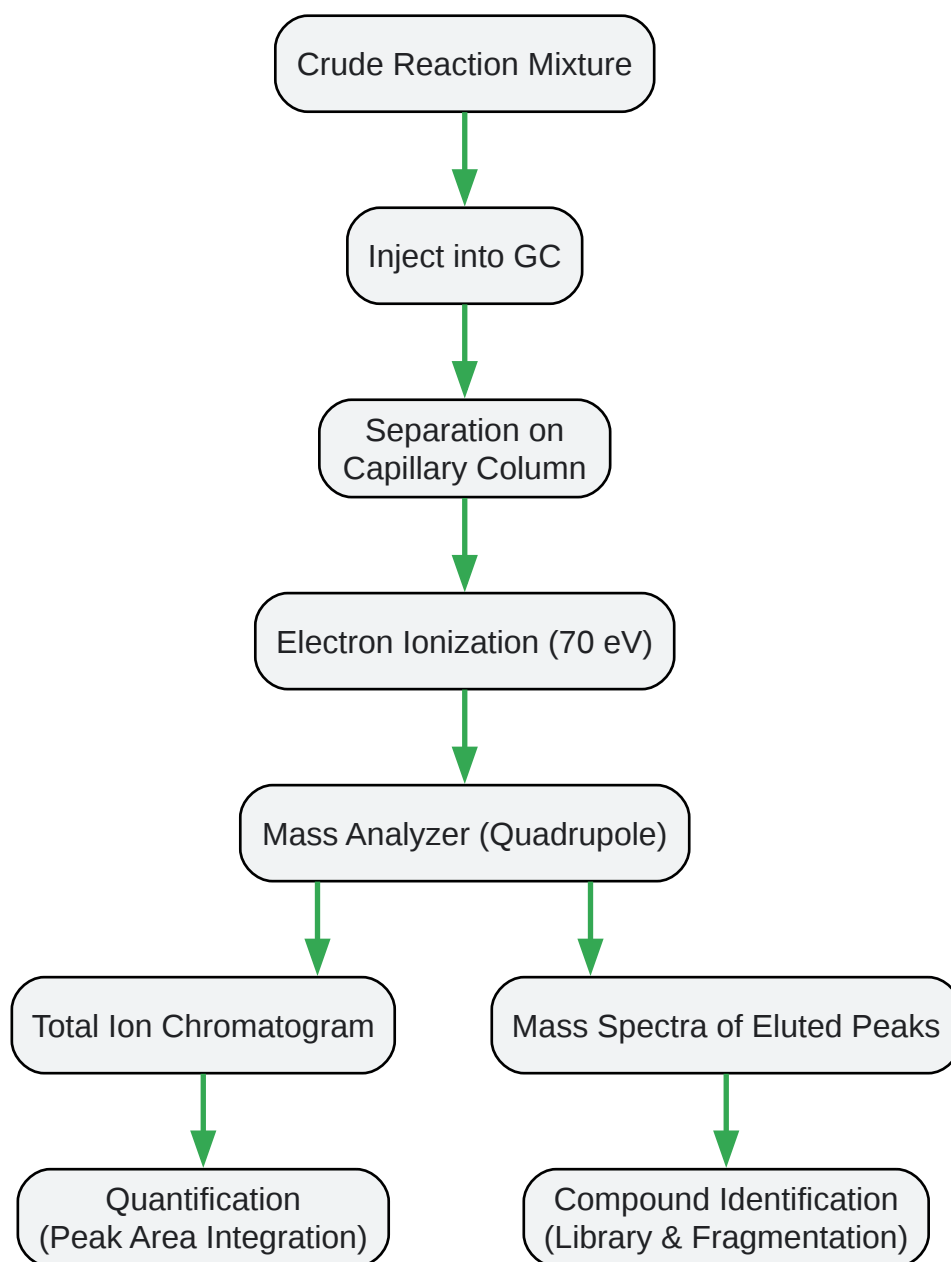 Crude Reaction Mixture
Inject into GC
Separation on
Capillary Column
Electron Ionization (70 eV)
Mass Analyzer (Quadrupole)
Total Ion Chromatogram
Mass Spectra of Eluted Peaks
Quantification
(Peak Area Integration)
Compound Identification
(Library & Fragmentation)